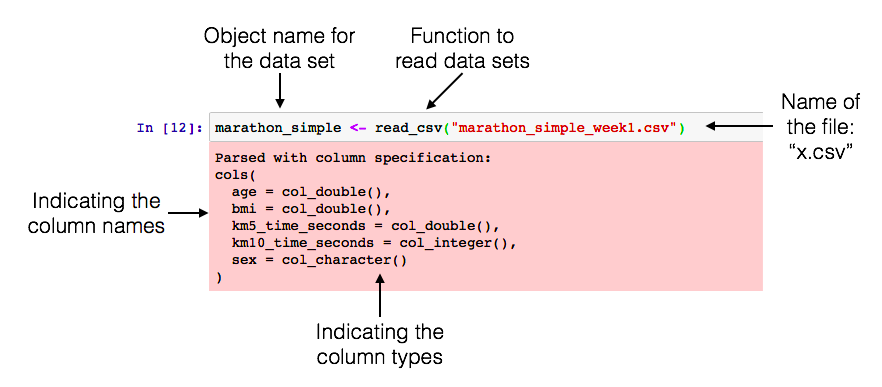 Object name for
the data set
Function to
read data sets
Name of
the file:
“x.csv”
In [12]: marathon_simple <- read_csv("marathon_simple_week1.csv")
Parsed with column specification:
cols(
  age = col_double(),
  bmi = col_double(),
  km5_time_seconds = col_double(),
  km10_time_seconds = col_integer(),
  sex = col_character()
)
Indicating the
column names
Indicating the
column types